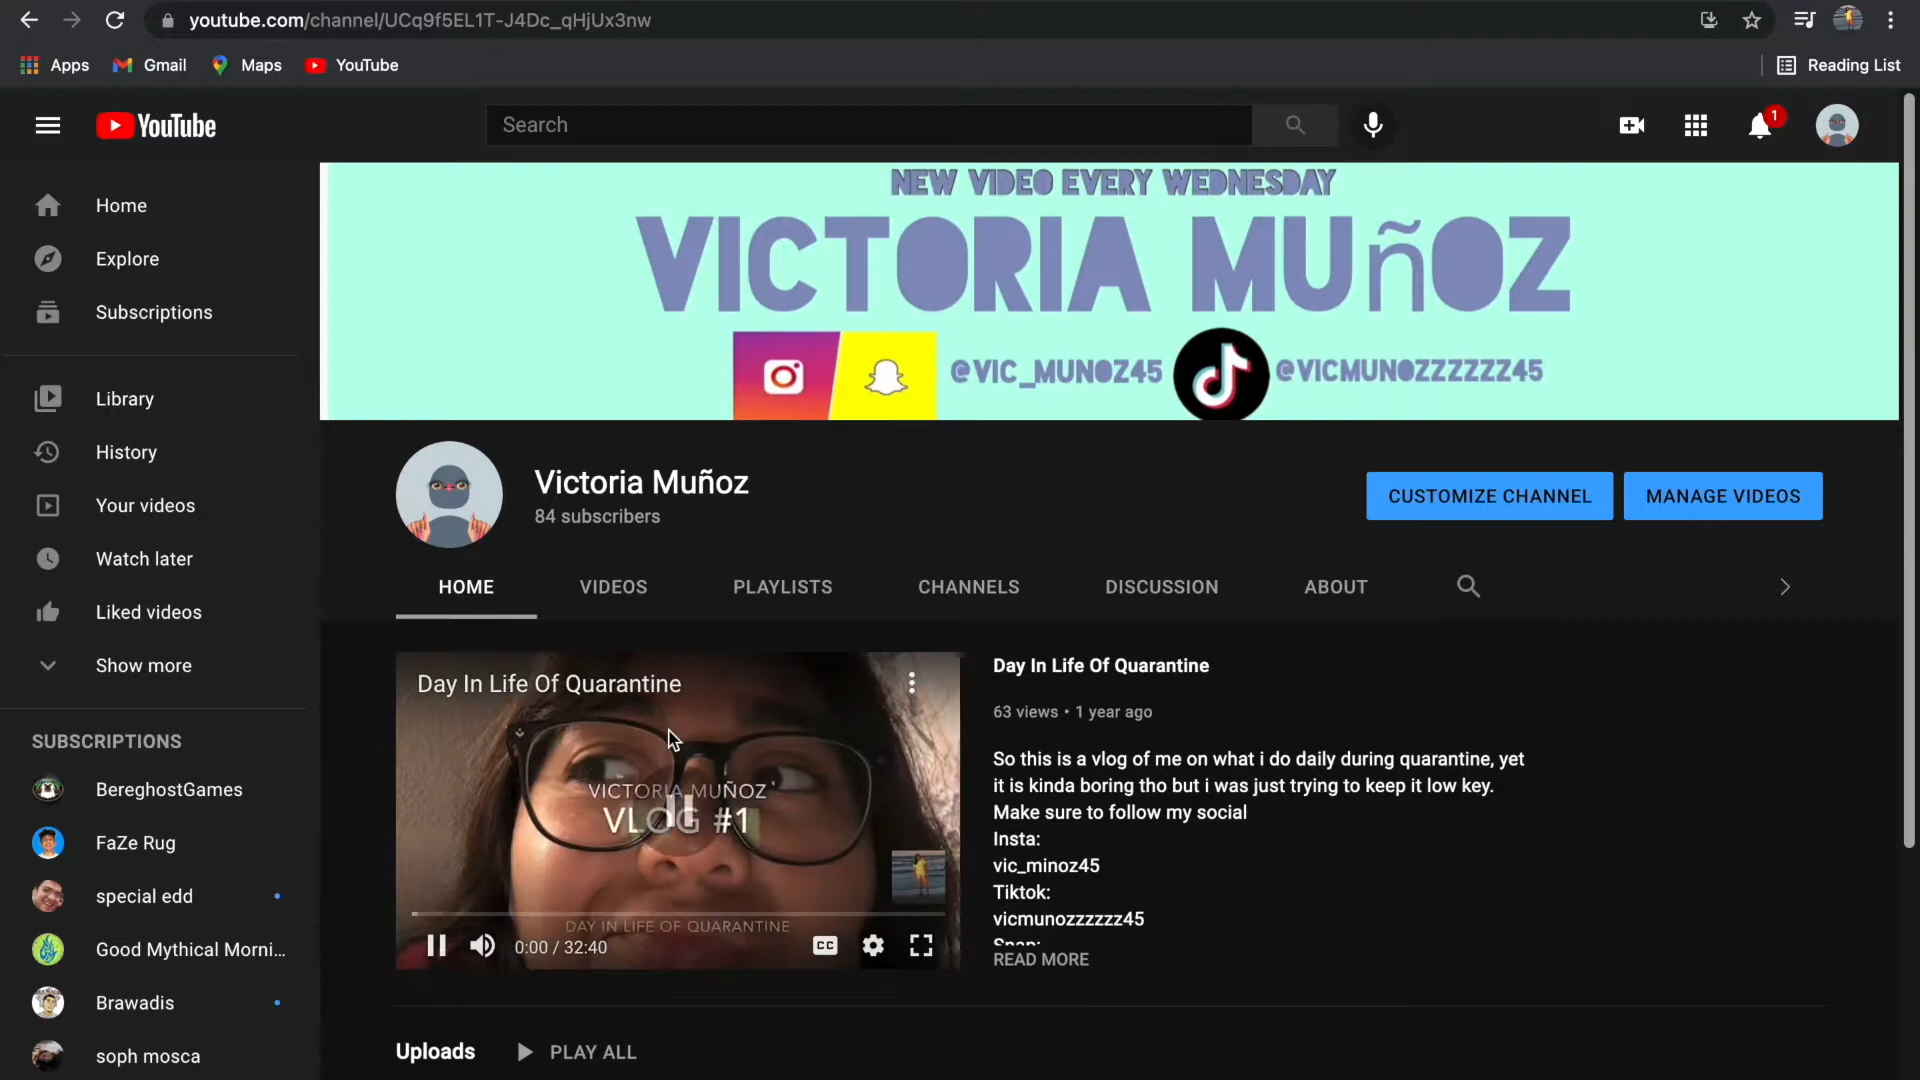 youtube.com/channel/UCq9f5EL1T-J4Dc_qHjUx3nw
Apps Gmail Maps YouTube Reading List
YouTube Search 1
Home
Explore
Subscriptions
Library
History
Your videos
Watch later
Liked videos
Show more
SUBSCRIPTIONS
BereghostGames
FaZe Rug
special edd
Good Mythical Morni...
Brawadis
soph mosca
NEW VIDEO EVERY WEDNESDAY
VICTORIA MUñOZ
@VIC_MUNOZ45 @VICMUNOZZZZZZ45
Victoria Muñoz
84 subscribers
CUSTOMIZE CHANNEL MANAGE VIDEOS
HOME VIDEOS PLAYLISTS CHANNELS DISCUSSION ABOUT
Day In Life Of Quarantine
VICTORIA MUÑOZ
VLOG #1
DAY IN LIFE OF QUARANTINE
0:00 / 32:40 CC
Day In Life Of Quarantine
63 views • 1 year ago
So this is a vlog of me on what i do daily during quarantine, yet
it is kinda boring tho but i was just trying to keep it low key.
Make sure to follow my social
Insta:
vic_minoz45
Tiktok:
vicmunozzzzzz45
Snap:
READ MORE
Uploads PLAY ALL